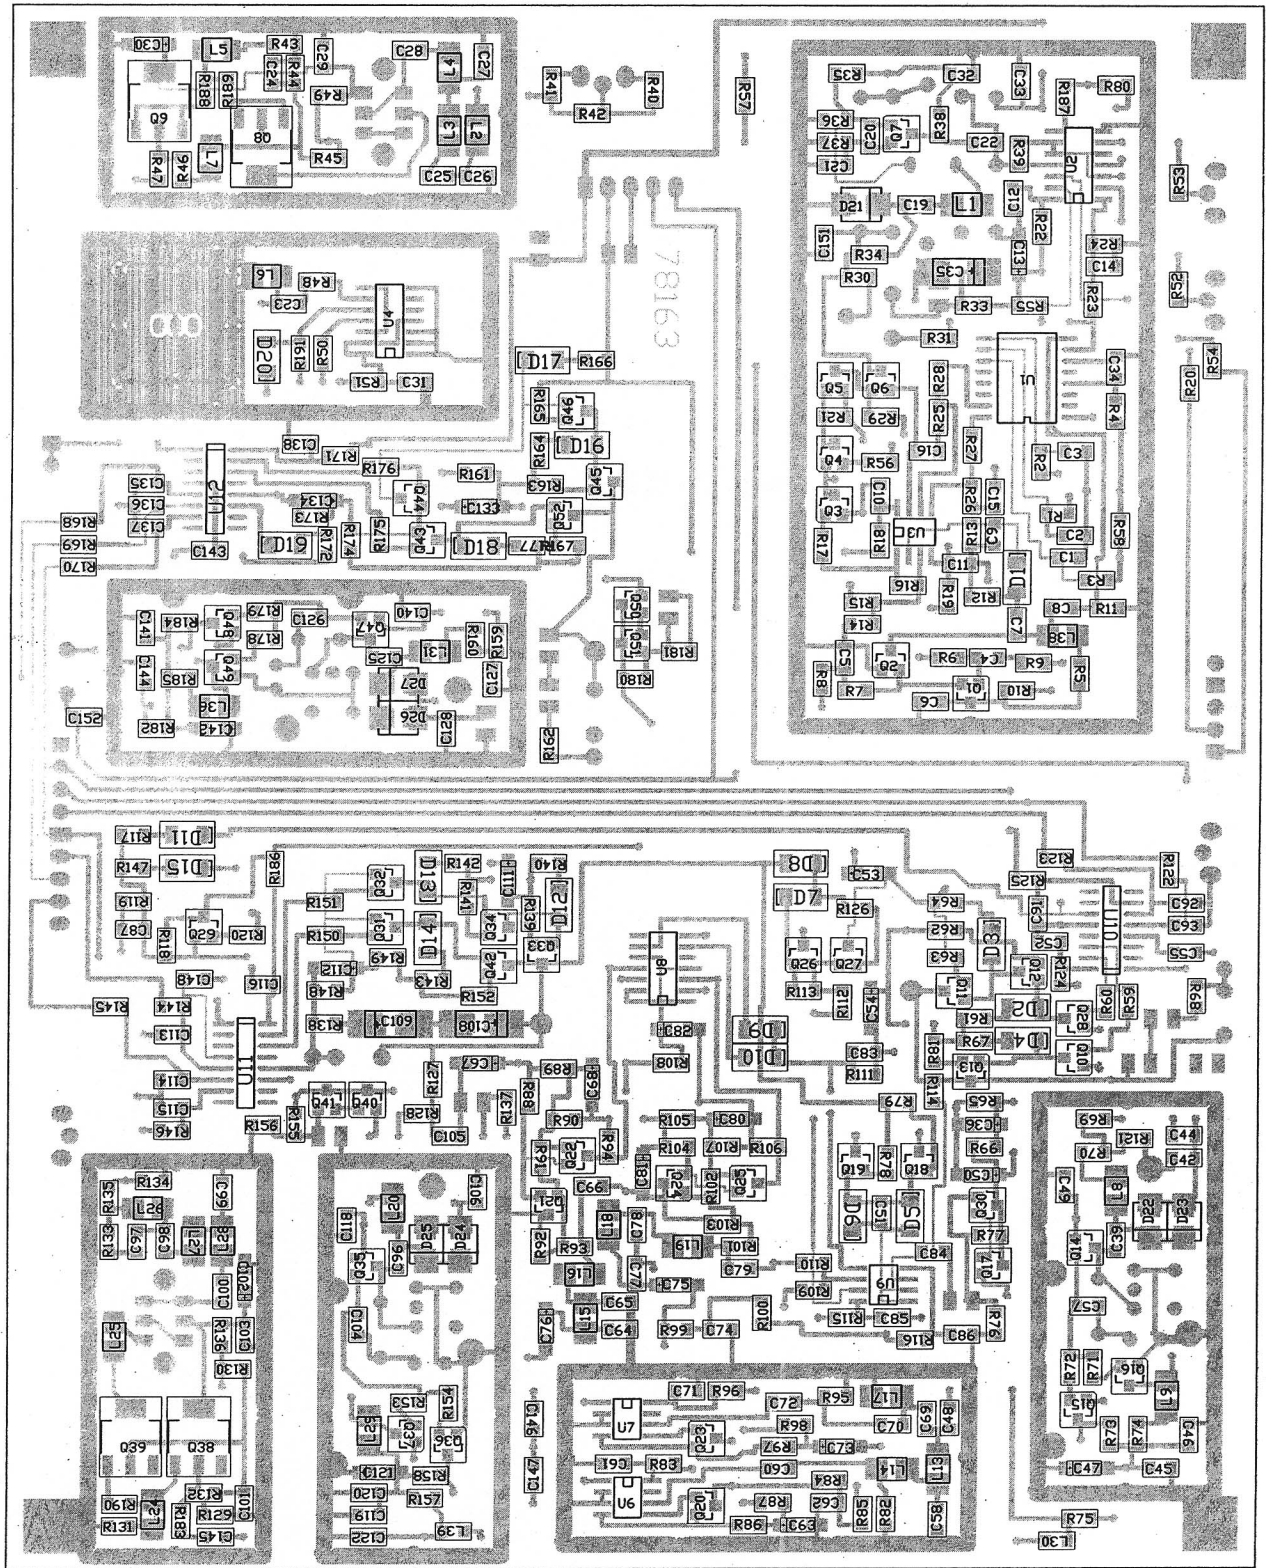 C30 L5 R43 C29 C28 L4 C27 R41 R40 R35 C32 C33 R187 R80
R188 R189 C24 R44 R49 R42 R57
Q9 Q8 L3 L2 R36 C20 Q7 R38 C22 R39 U2
R37
R47 R46 L7 R45 C25 C26 C21 R53
D21 C19 L1 C12 R22
C151 R34 C13 R24
L6 R48 78163 R30 C35 C14 R52
C23 R33 R55 R23
U4 R31
D20 R191 R50 D17 R166 U1 C34 R20 R54
R51 C31 Q5 Q6 R28
R165 Q46 R21 R29 R25 R4
C138 R171 R164 D16 Q4 R56 C16 R27 C3
R176 R161 R163 Q45 R2
C135 U12 C134 Q44 C133 Q52 Q3 C10 R26 C15 R1
C136 R173
R168 C137 R175 Q43 R18 U3 R13 C9 C2 R58
R169 C143 D19 R172 R174 D18 R177 R167 R17 C11 C1
R170 R16 D1 R3
C141 R184 Q48 R179 C126 C140 Q50 R15 R19 R12 C8 R11
R178 Q47 R160 R159 Q51 R181 R14 C7 L38
C144 R185 Q49 C125 L31 C127 R180 C5 Q2 R6 C4 R9 R5
L36 D27 R8 R7 Q1 R10
C152 R182 C142 D26 C128 R162 C6
R117 D11 R186 D13 R142 C111 R140 D8 C53 R123 R122
R147 D15 Q32 R141 R139 D12 D7 R126 R64 R125
R119 R151 C91 C92
C87 R118 Q29 R120 R150 Q31 D14 Q34 Q33 R62 D3 C52 U10 C93
R149 Q42 U8 Q26 Q27 R63 Q12 R124 C55
C148 C116 C112 R143 R113 R112 C54 Q11
R145 R144 R148 R152 D2 R60 R59 R68
C113 R138 C109 C108 C82 D9 R61 Q28
U11 D10 C83 R81 R67 D4 Q10
C114 R127 C67 R89 C68 R108 R111 Q13
C115 R155 Q41 Q40 R128 R137 R88 R90 R105 C80 R79 R114 R65
R146 R156 C105 R94 R104 R107 R106 C36 R69 R121 C44
R91 Q22 R78 R66 R70 C42
R135 R134 C99 L20 C106 C66 C81 Q24 R102 Q25 Q19 Q18 C50 C49 L8
L26 C118 Q21 Q30 D22 D23
R133 C97 C98 L27 L28 D25 D24 L18 C78 R103 D6 C51 D5 R77 Q14 C39
Q35 C96 R92 R93 L19 R101 C84 Q17
C100 C102 L16 C77 C79 R110
C75 R109 U9 C57
L25 C104 C76 L15 C65 R100 R115 C85 R76
R136 C103 C64 R99 C74 R116 C86
R130 R72 R71 Q16
R153 R154 C71 R96 C72 R95 L17 C69 C48 Q15 L9
Q39 Q38 L29 Q37 Q36 C146 U7 Q23 R98 C70 R73 R74 C46
R97 C73
C121 R158 C147 C61 R83 C60 L14 L13 C47 C45
R190 R132 C101 C120 R157 U6 R84
L24 R129 C119 Q20 R87 C62 R85 R82 C58 R75
R131 R183 C145 C122 L39 R86 C63 L30